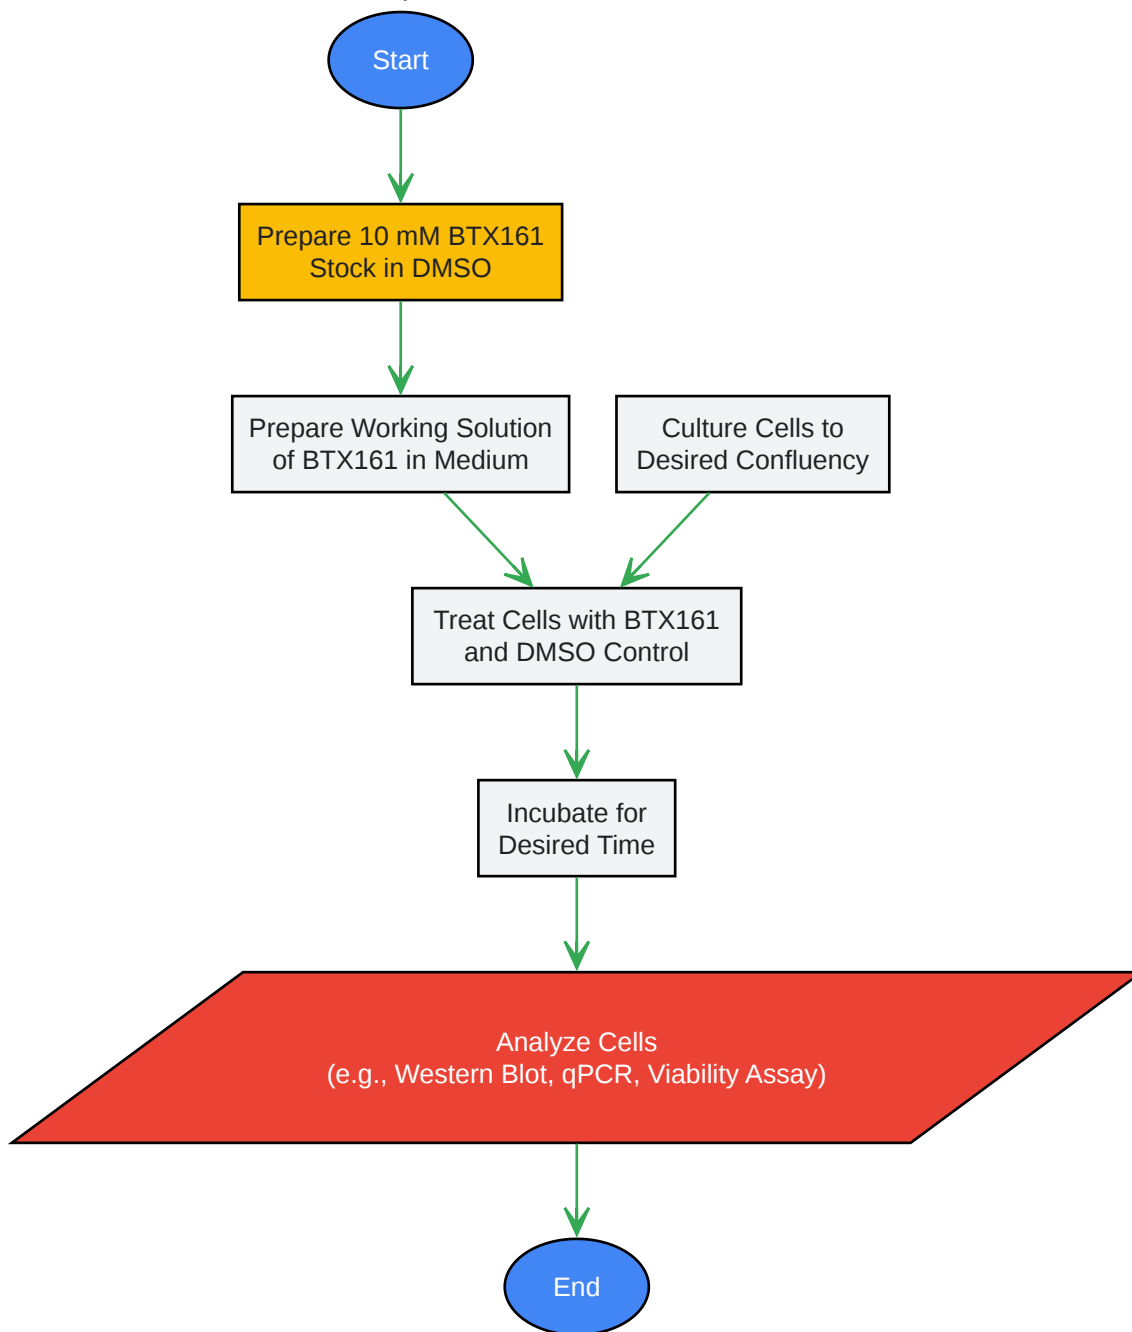 Start
Prepare 10 mM BTX161
Stock in DMSO
Prepare Working Solution
of BTX161 in Medium
Culture Cells to
Desired Confluency
Treat Cells with BTX161
and DMSO Control
Incubate for
Desired Time
Analyze Cells
(e.g., Western Blot, qPCR, Viability Assay)
End